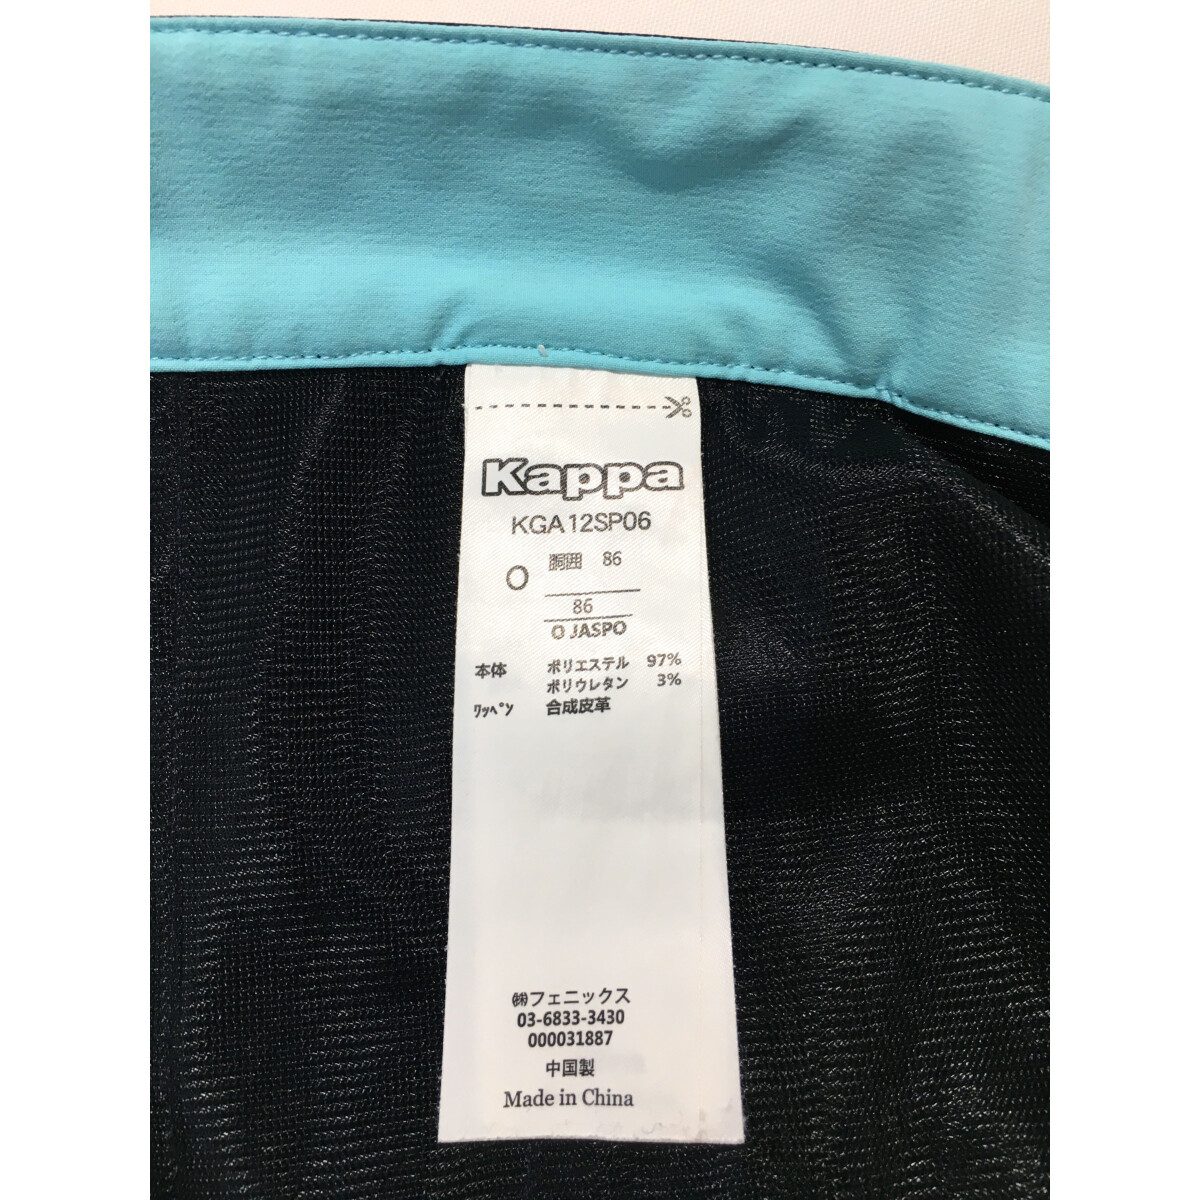 Kappa
KGA12SP06
O 胴囲 86
86
O JASPO
本体 ポリエステル 97%
ポリウレタン 3%
ﾜｯﾍﾟﾝ 合成皮革
㈱フェニックス
03-6833-3430
000031887
中国製
Made in China